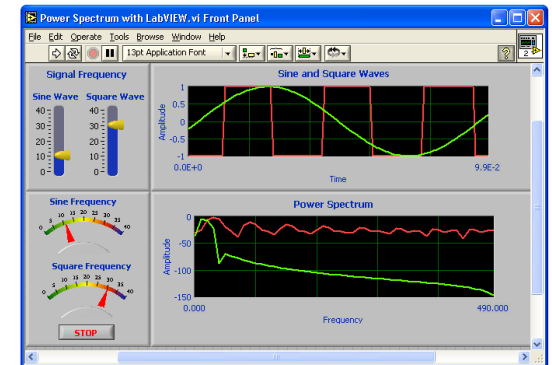 Power Spectrum with LabVIEW.vi Front Panel
File Edit Operate Tools Browse Window Help
13pt Application Font
? 2
Signal Frequency
Sine Wave Square Wave
40 40
30 30
20 20
10 10
0 0
Sine and Square Waves
Amplitude
1
0.5
0
-0.5
-1
0.0E+0 9.9E-2
Time
Sine Frequency
0 5 10 15 20 25 31 35 40
Square Frequency
0 5 10 15 20 25 31 35 40
STOP
Power Spectrum
Amplitude
0
-50
-100
-150
0.000 490.000
Frequency